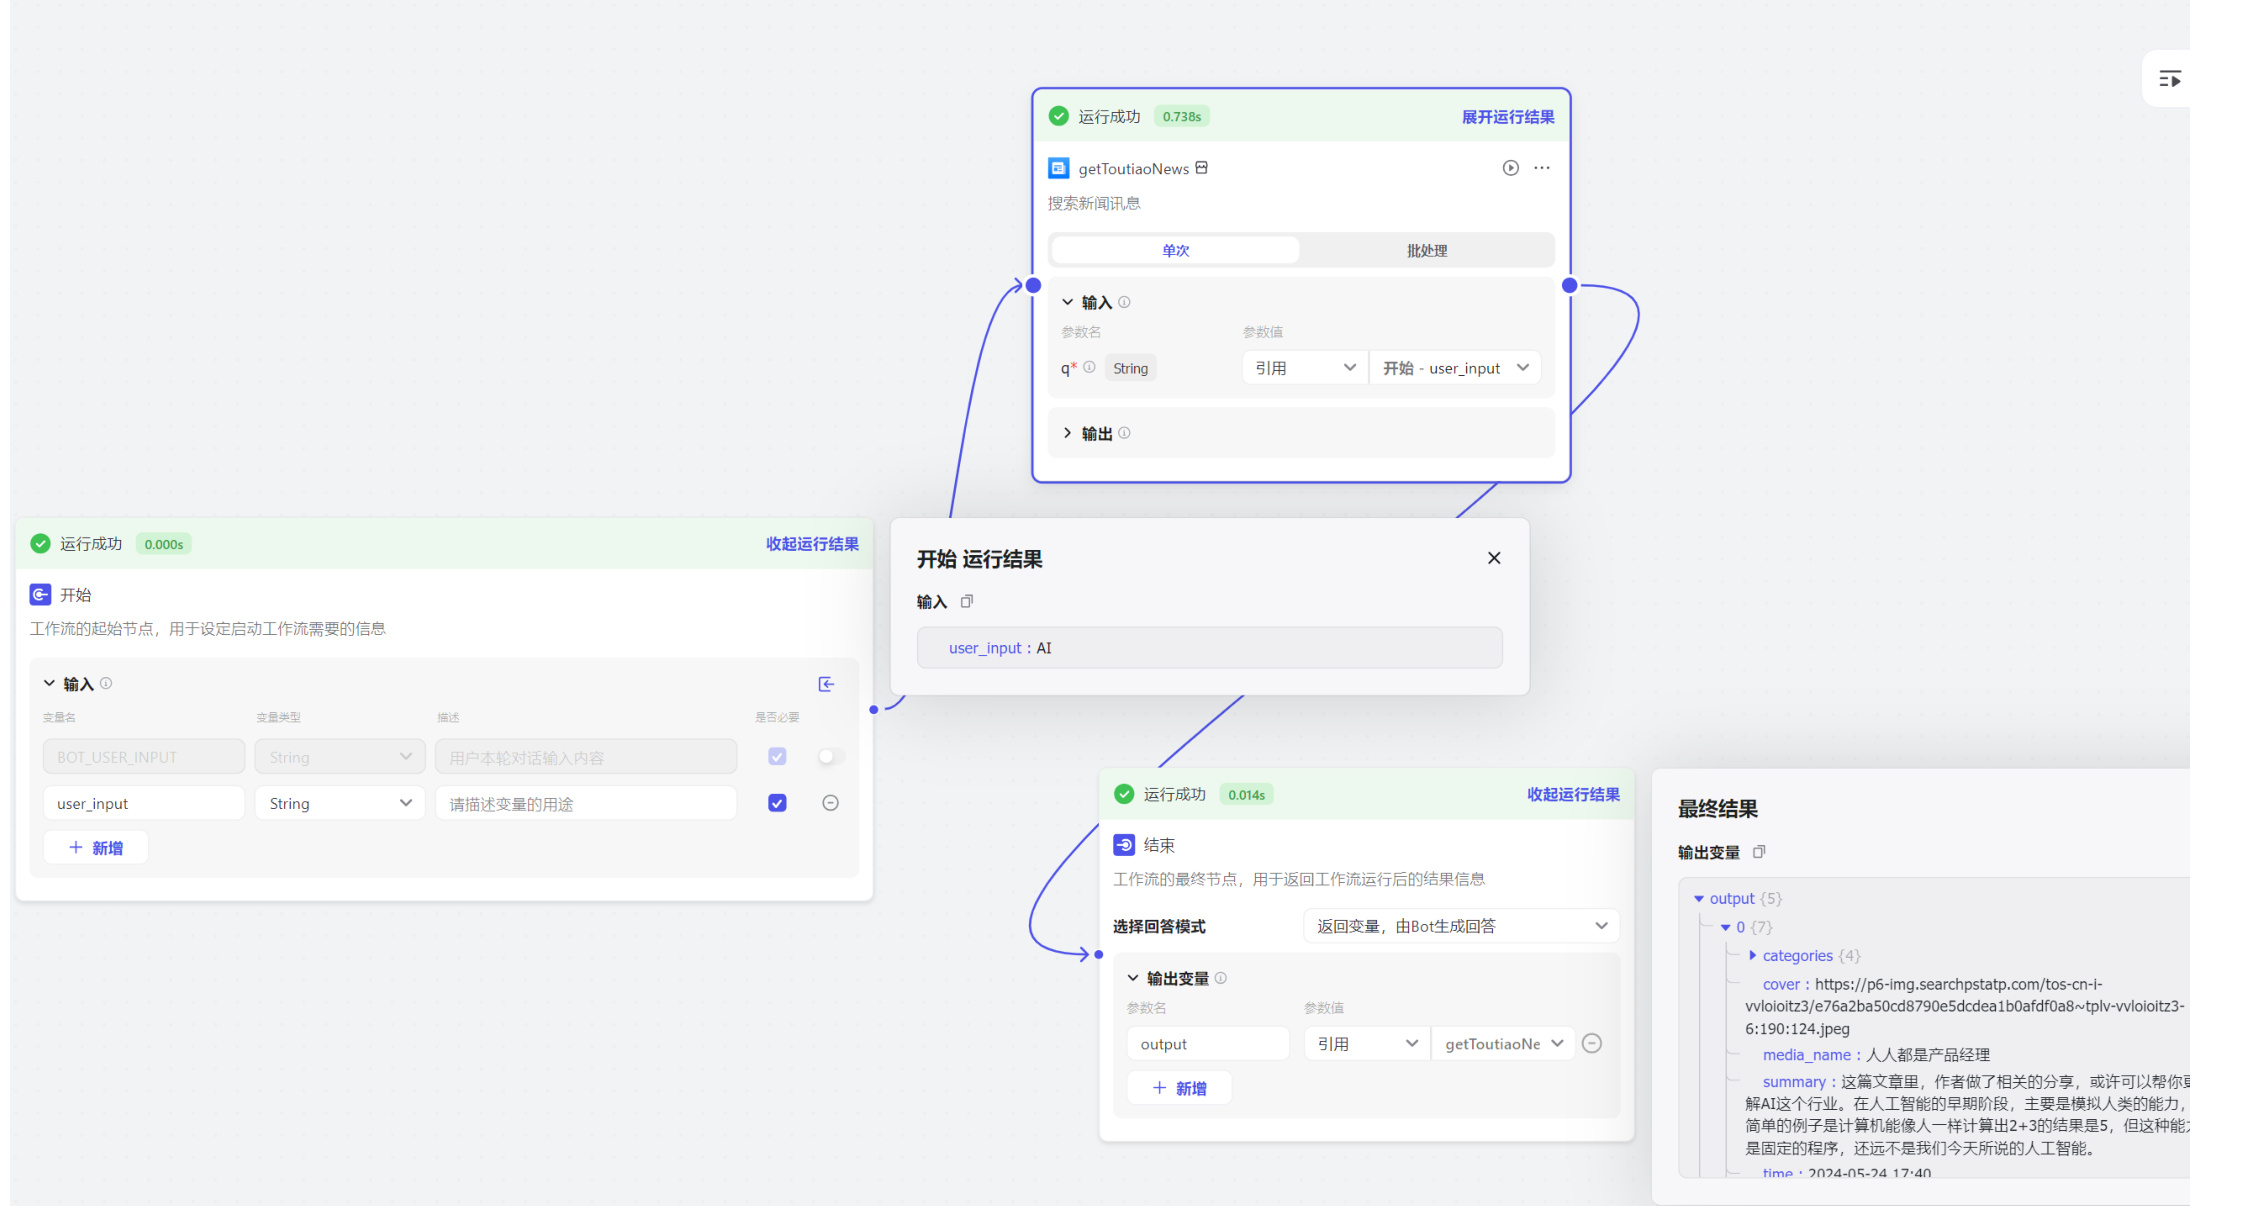 运行成功 0.738s 展开运行结果
getToutiaoNews
搜索新闻讯息
单次 批处理
输入
参数名 参数值
q* String 引用 开始 - user_input
输出
运行成功 0.000s 收起运行结果
开始
工作流的起始节点，用于设定启动工作流需要的信息
输入
变量名 变量类型 描述 是否必要
BOT_USER_INPUT String 用户本轮对话输入内容
user_input String 请描述变量的用途
新增
开始 运行结果
输入
user_input : AI
运行成功 0.014s 收起运行结果
结束
工作流的最终节点，用于返回工作流运行后的结果信息
选择回答模式 返回变量，由Bot生成回答
输出变量
参数名 参数值
output 引用 getToutiaoNe
新增
最终结果
输出变量
output {5}
0 {7}
categories {4}
cover : https://p6-img.searchpstatp.com/tos-cn-i-
vvloioitz3/e76a2ba50cd8790e5dcdea1b0afdf0a8~tplv-vvloioitz3-
6:190:124.jpeg
media_name : 人人都是产品经理
summary : 这篇文章里，作者做了相关的分享，或许可以帮你
解AI这个行业。在人工智能的早期阶段，主要是模拟人类的能力，
简单的例子是计算机能像人一样计算出2+3的结果是5，但这种能
是固定的程序，还远不是我们今天所说的人工智能。
time : 2024-05-24 17:40